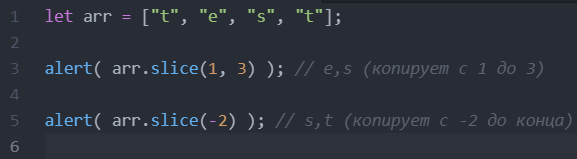 1 let arr = ["t", "e", "s", "t"];
2
3 alert( arr.slice(1, 3) ); // e,s (копирует с 1 до 3)
4
5 alert( arr.slice(-2) ); // s,t (копирует с -2 до конца)
6